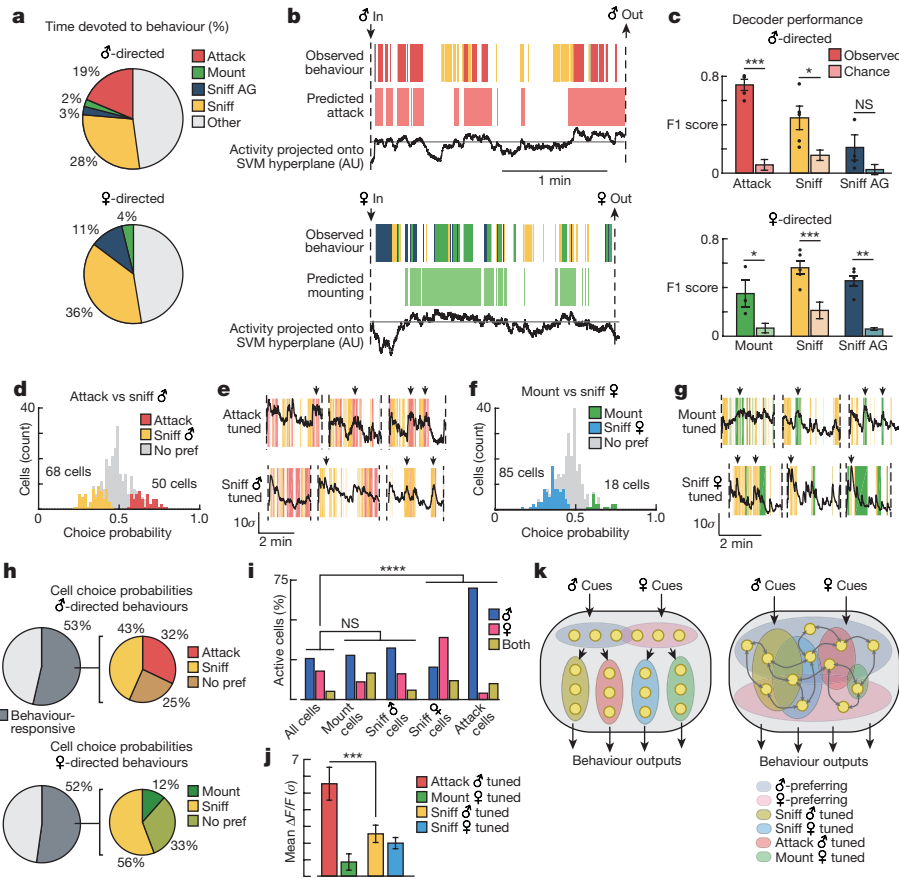 a
Time devoted to behaviour (%)
♂-directed
19%
2%
3%
28%
Attack
Mount
Sniff AG
Sniff
Other
♀-directed
4%
11%
36%
b
♂ In
♂ Out
Observed
behaviour
Predicted
attack
Activity projected onto
SVM hyperplane (AU)
1 min
♀ In
♀ Out
Observed
behaviour
Predicted
mounting
Activity projected onto
SVM hyperplane (AU)
c
Decoder performance
♂-directed
Observed
Chance
0.8
F1 score
0
***
*
NS
Attack
Sniff
Sniff AG
♀-directed
0.8
F1 score
0
*
***
**
Mount
Sniff
Sniff AG
d
Attack vs sniff ♂
40
Cells (count)
0
Attack
Sniff ♂
No pref
68 cells
50 cells
0
0.5
1.0
Choice probability
e
Attack
tuned
Sniff ♂
tuned
10σ
2 min
f
Mount vs sniff ♀
40
Cells (count)
0
Mount
Sniff ♀
No pref
85 cells
18 cells
0
0.5
1.0
Choice probability
g
Mount
tuned
Sniff ♀
tuned
10σ
2 min
h
Cell choice probabilities
♂-directed behaviours
53%
43%
32%
25%
Attack
Sniff
No pref
Behaviour-
responsive
Cell choice probabilities
♀-directed behaviours
52%
12%
33%
56%
Mount
Sniff
No pref
i
75
Active cells (%)
0
****
NS
♂
♀
Both
All cells
Mount
cells
Sniff ♂
cells
Sniff ♀
cells
Attack
cells
j
7
Mean ΔF/F (σ)
0
***
Attack ♂ tuned
Mount ♀ tuned
Sniff ♂ tuned
Sniff ♀ tuned
k
♂ Cues
♀ Cues
Behaviour outputs
♂ Cues
♀ Cues
Behaviour outputs
♂-preferring
♀-preferring
Sniff ♂ tuned
Sniff ♀ tuned
Attack ♂ tuned
Mount ♀ tuned